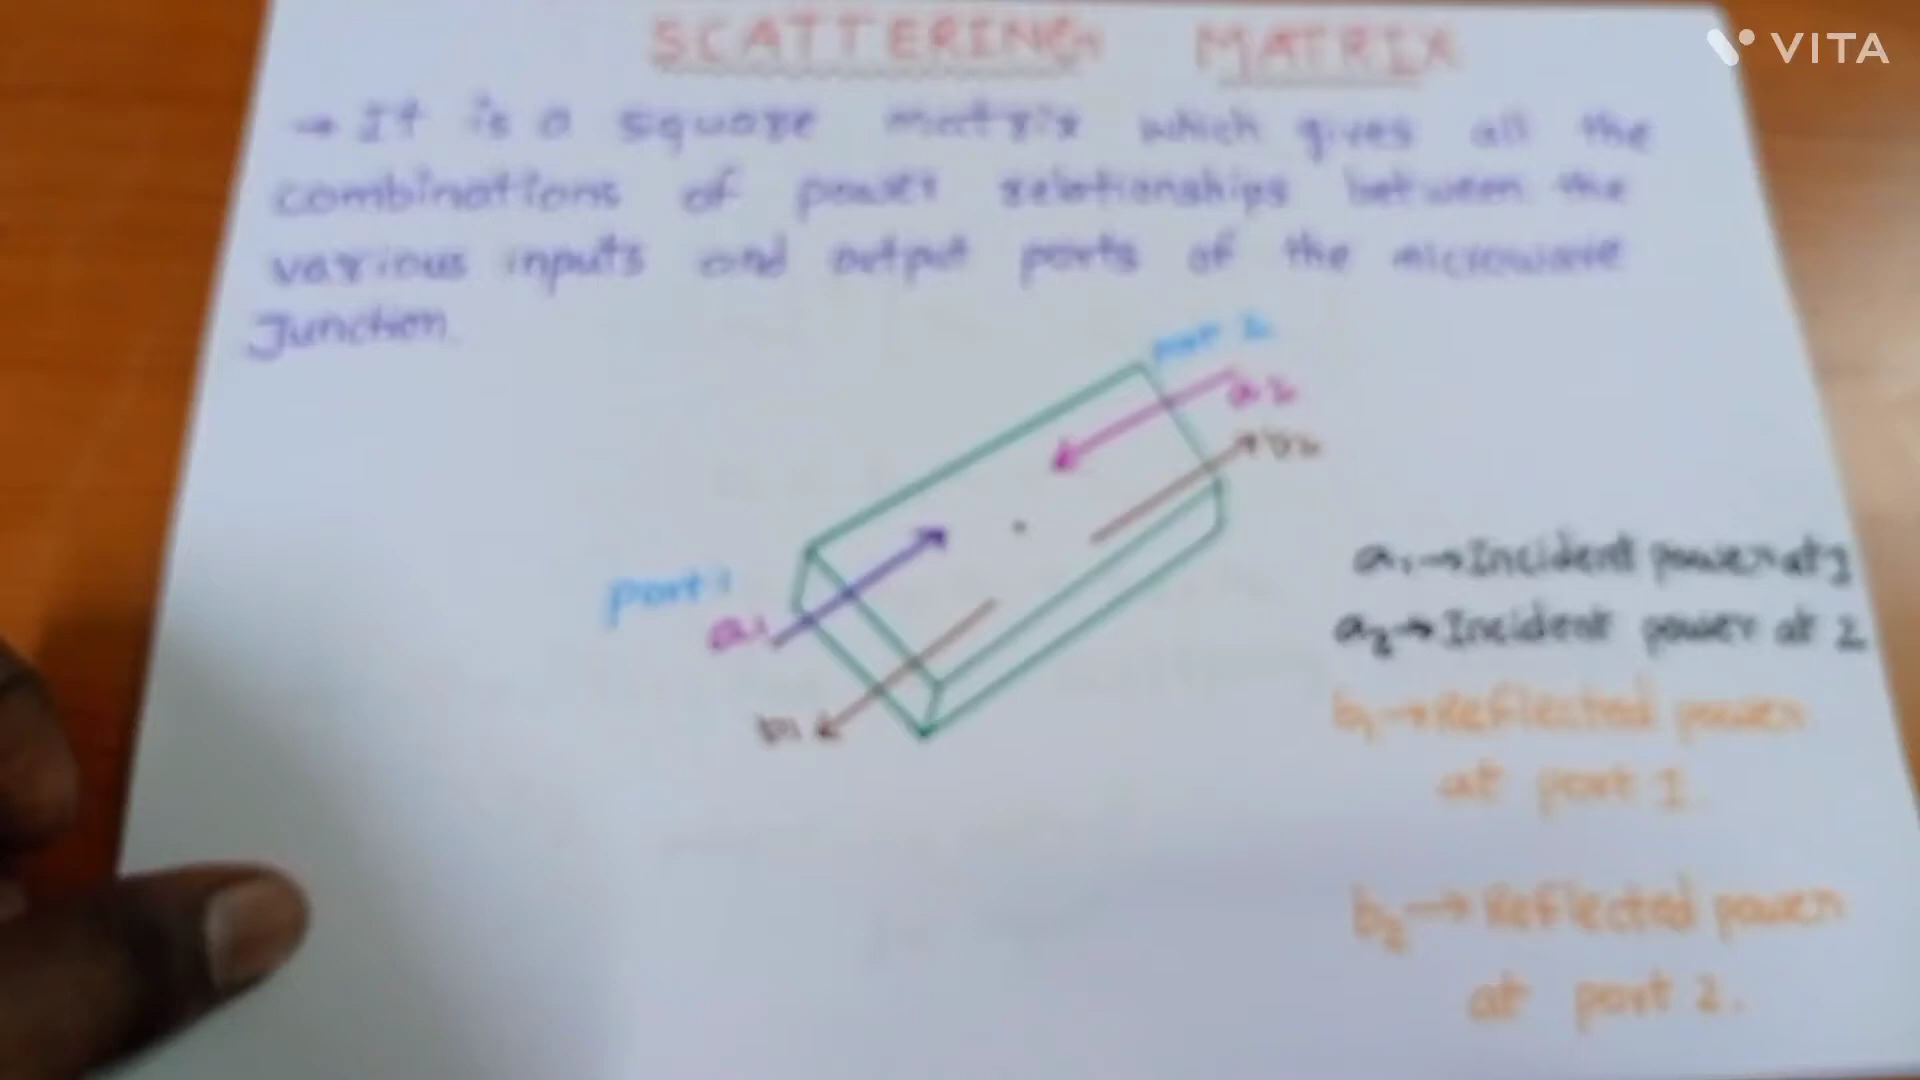 SCATTERING MATRIX
VITA
→ It is a square matrix which gives all the
combinations of power relationships between the
various inputs and output ports of the microwave
Junction.
port 2
a2
b2
port 1
a1
b1
a1 → Incident power at 1
a2 → Incident power at 2
b1 → Reflected power
at port 1.
b2 → Reflected power
at port 2.